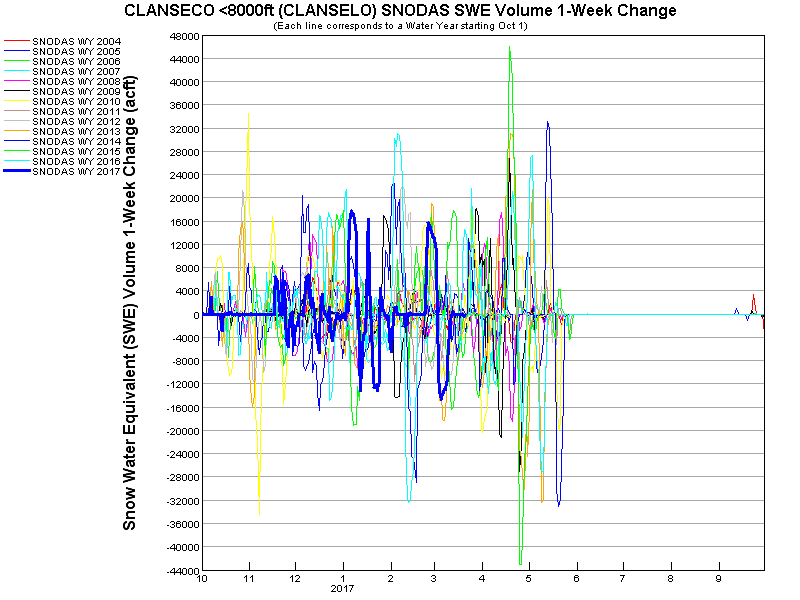 CLANSECO <8000ft (CLANSELO) SNODAS SWE Volume 1-Week Change
(Each line corresponds to a Water Year starting Oct 1)
SNODAS WY 2004
SNODAS WY 2005
SNODAS WY 2006
SNODAS WY 2007
SNODAS WY 2008
SNODAS WY 2009
SNODAS WY 2010
SNODAS WY 2011
SNODAS WY 2012
SNODAS WY 2013
SNODAS WY 2014
SNODAS WY 2015
SNODAS WY 2016
SNODAS WY 2017
Snow Water Equivalent (SWE) Volume 1-Week Change (acft)
48000
44000
40000
36000
32000
28000
24000
20000
16000
12000
8000
4000
0
-4000
-8000
-12000
-16000
-20000
-24000
-28000
-32000
-36000
-40000
-44000
10 11 12 1 2 3 4 5 6 7 8 9
2017